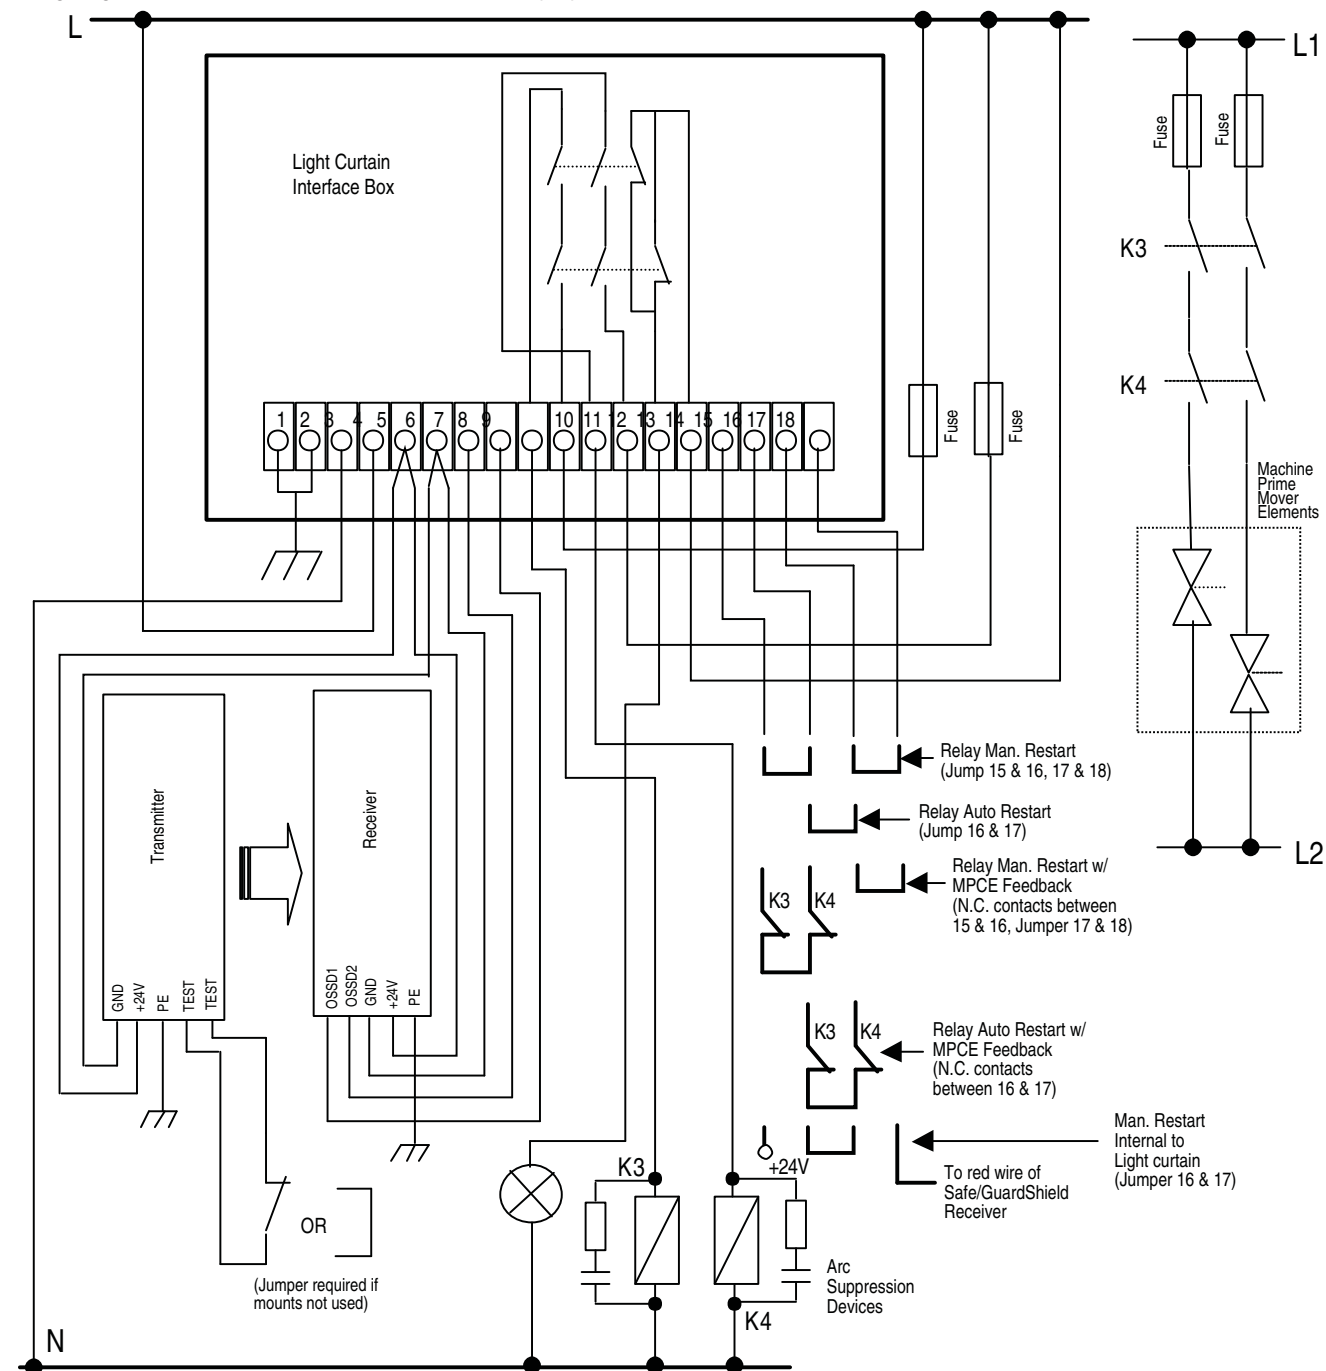 L
L1
Fuse
Fuse
Light Curtain
Interface Box
K3
K4
1 2 3 4 5 6 7 8 9 10 11 12 13 14 15 16 17 18
Fuse
Fuse
Machine
Prime
Mover
Elements
Relay Man. Restart
(Jump 15 & 16, 17 & 18)
Relay Auto Restart
(Jump 16 & 17)
L2
Transmitter
Receiver
Relay Man. Restart w/
MPCE Feedback
(N.C. contacts between
15 & 16, Jumper 17 & 18)
K3
K4
GND
+24V
PE
TEST
TEST
OSSD1
OSSD2
GND
+24V
PE
K3
K4
Relay Auto Restart w/
MPCE Feedback
(N.C. contacts
between 16 & 17)
Man. Restart
Internal to
Light curtain
(Jumper 16 & 17)
+24V
To red wire of
Safe/GuardShield
Receiver
K3
OR
(Jumper required if
mounts not used)
Arc
Suppression
Devices
K4
N